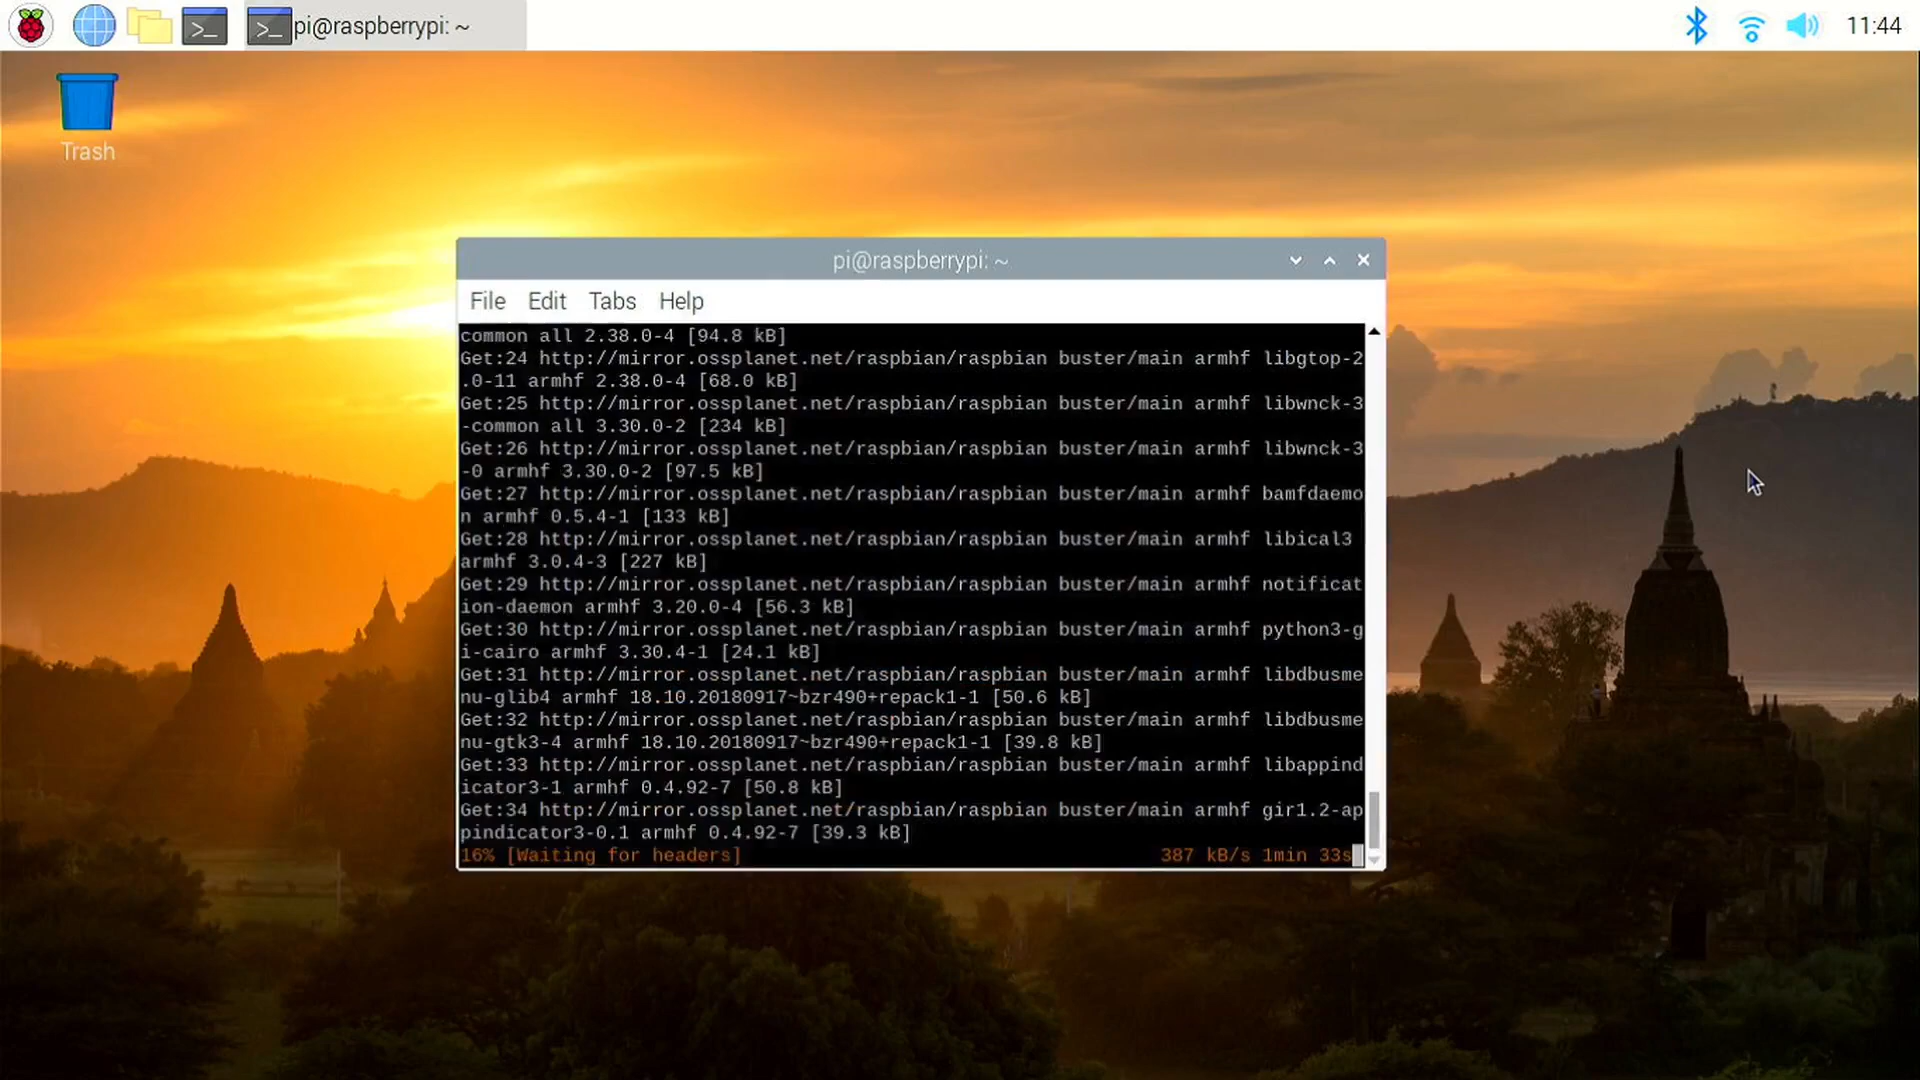 pi@raspberrypi: ~
11:44
Trash
pi@raspberrypi: ~
File Edit Tabs Help
common all 2.38.0-4 [94.8 kB]
Get:24 http://mirror.ossplanet.net/raspbian/raspbian buster/main armhf libgtop-2
.0-11 armhf 2.38.0-4 [68.0 kB]
Get:25 http://mirror.ossplanet.net/raspbian/raspbian buster/main armhf libwnck-3
-common all 3.30.0-2 [234 kB]
Get:26 http://mirror.ossplanet.net/raspbian/raspbian buster/main armhf libwnck-3
-0 armhf 3.30.0-2 [97.5 kB]
Get:27 http://mirror.ossplanet.net/raspbian/raspbian buster/main armhf bamfdaemo
n armhf 0.5.4-1 [133 kB]
Get:28 http://mirror.ossplanet.net/raspbian/raspbian buster/main armhf libical3
armhf 3.0.4-3 [227 kB]
Get:29 http://mirror.ossplanet.net/raspbian/raspbian buster/main armhf notificat
ion-daemon armhf 3.20.0-4 [56.3 kB]
Get:30 http://mirror.ossplanet.net/raspbian/raspbian buster/main armhf python3-g
i-cairo armhf 3.30.4-1 [24.1 kB]
Get:31 http://mirror.ossplanet.net/raspbian/raspbian buster/main armhf libdbusme
nu-glib4 armhf 18.10.20180917~bzr490+repack1-1 [50.6 kB]
Get:32 http://mirror.ossplanet.net/raspbian/raspbian buster/main armhf libdbusme
nu-gtk3-4 armhf 18.10.20180917~bzr490+repack1-1 [39.8 kB]
Get:33 http://mirror.ossplanet.net/raspbian/raspbian buster/main armhf libappind
icator3-1 armhf 0.4.92-7 [50.8 kB]
Get:34 http://mirror.ossplanet.net/raspbian/raspbian buster/main armhf gir1.2-ap
pindicator3-0.1 armhf 0.4.92-7 [39.3 kB]
16% [Waiting for headers] 387 kB/s 1min 33s